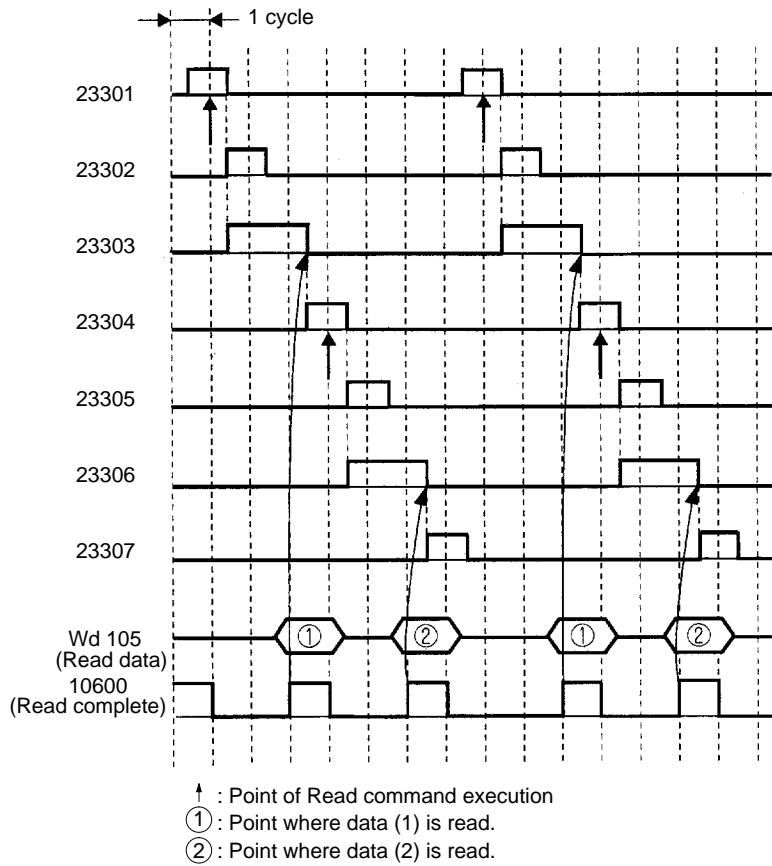 1 cycle
23301
23302
23303
23304
23305
23306
23307
Wd 105
(Read data)
① ② ① ②
10600
(Read complete)
: Point of Read command execution
① : Point where data (1) is read.
② : Point where data (2) is read.